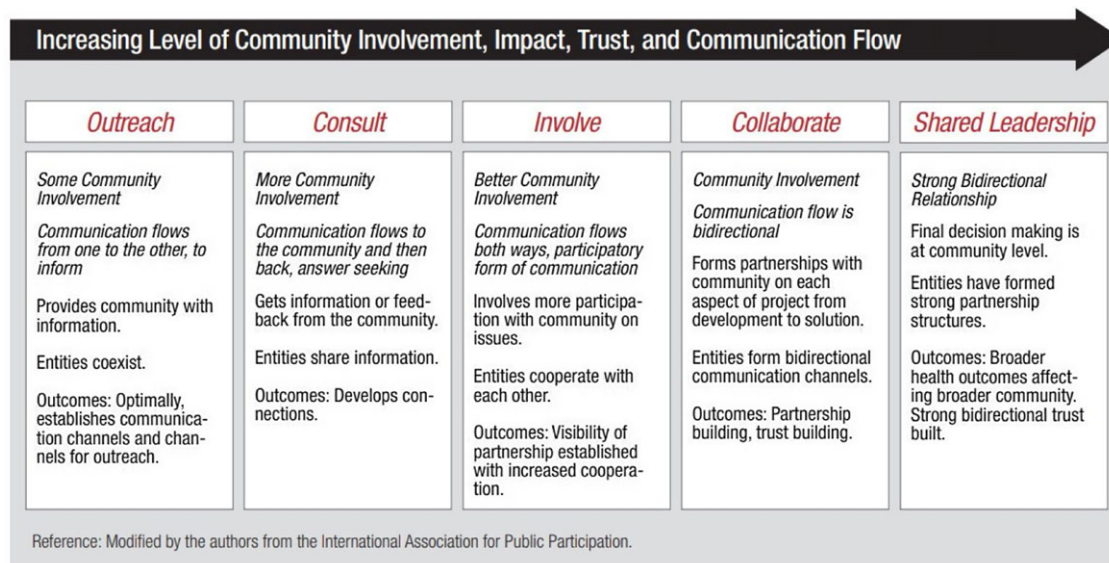 Increasing Level of Community Involvement, Impact, Trust, and Communication Flow
Outreach
Some Community
Involvement
Communication flows
from one to the other, to
inform
Provides community with
information.
Entities coexist.
Outcomes: Optimally,
establishes communica-
tion channels and chan-
nels for outreach.
Consult
More Community
Involvement
Communication flows to
the community and then
back, answer seeking
Gets information or feed-
back from the community.
Entities share information.
Outcomes: Develops con-
nections.
Involve
Better Community
Involvement
Communication flows
both ways, participatory
form of communication
Involves more participa-
tion with community on
issues.
Entities cooperate with
each other.
Outcomes: Visibility of
partnership established
with increased coopera-
tion.
Collaborate
Community Involvement
Communication flow is
bidirectional
Forms partnerships with
community on each
aspect of project from
development to solution.
Entities form bidirectional
communication channels.
Outcomes: Partnership
building, trust building.
Shared Leadership
Strong Bidirectional
Relationship
Final decision making is
at community level.
Entities have formed
strong partnership
structures.
Outcomes: Broader
health outcomes affect-
ing broader community.
Strong bidirectional trust
built.
Reference: Modified by the authors from the International Association for Public Participation.